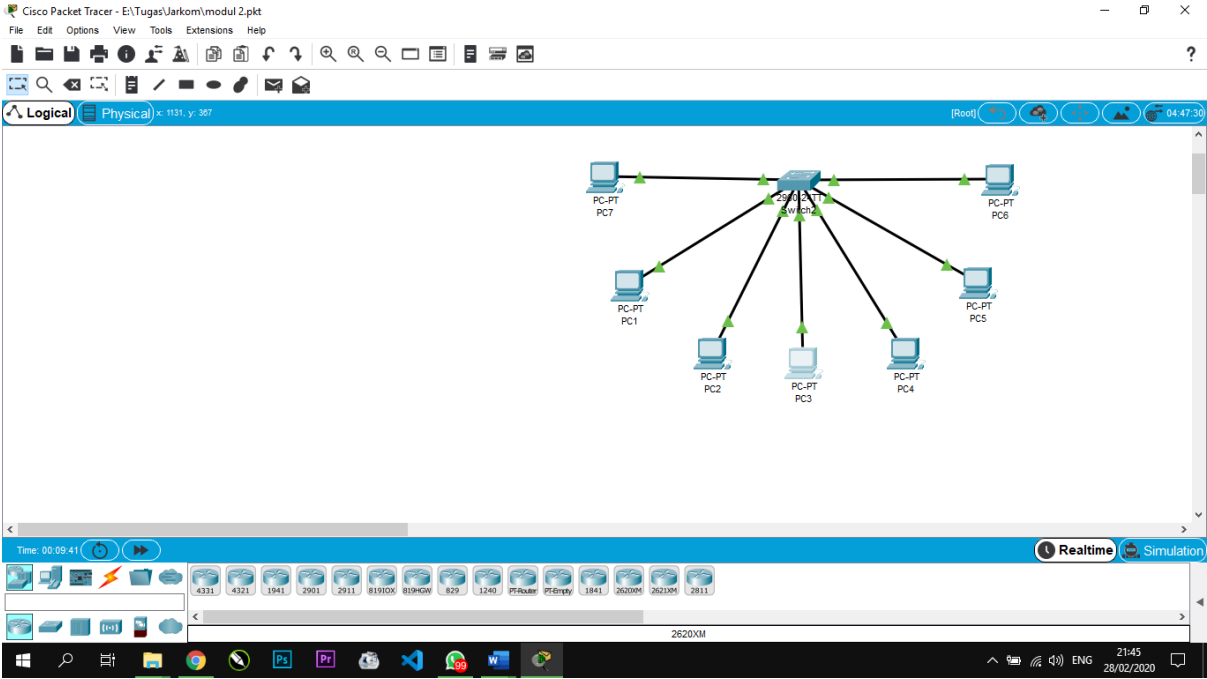 Cisco Packet Tracer - E:\Tugas\Jarkom\modul 2.pkt
File Edit Options View Tools Extensions Help
?
Logical Physical x: 1131, y: 367 [Root] 04:47:30
PC-PT
PC7
2960-24TT
Switch2
PC-PT
PC6
PC-PT
PC1
PC-PT
PC5
PC-PT
PC2
PC-PT
PC3
PC-PT
PC4
Time: 00:09:41 Realtime Simulation
4331 4321 1941 2901 2911 819IOX 819HGW 829 1240 PT-Router PT-Empty 1841 2620XM 2621XM 2811
2620XM
Ps Pr 99 ENG 21:45
28/02/2020